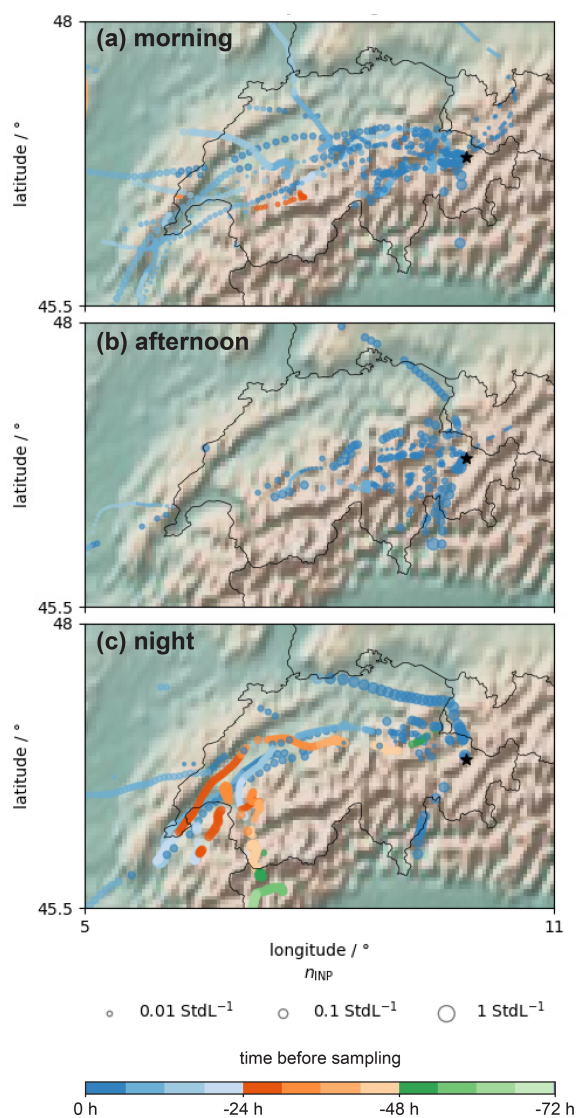 48
(a) morning
latitude / °
45.5
48
(b) afternoon
latitude / °
45.5
48
(c) night
latitude / °
45.5
5
11
longitude / °
nINP
0.01 StdL⁻¹
0.1 StdL⁻¹
1 StdL⁻¹
time before sampling
0 h
-24 h
-48 h
-72 h